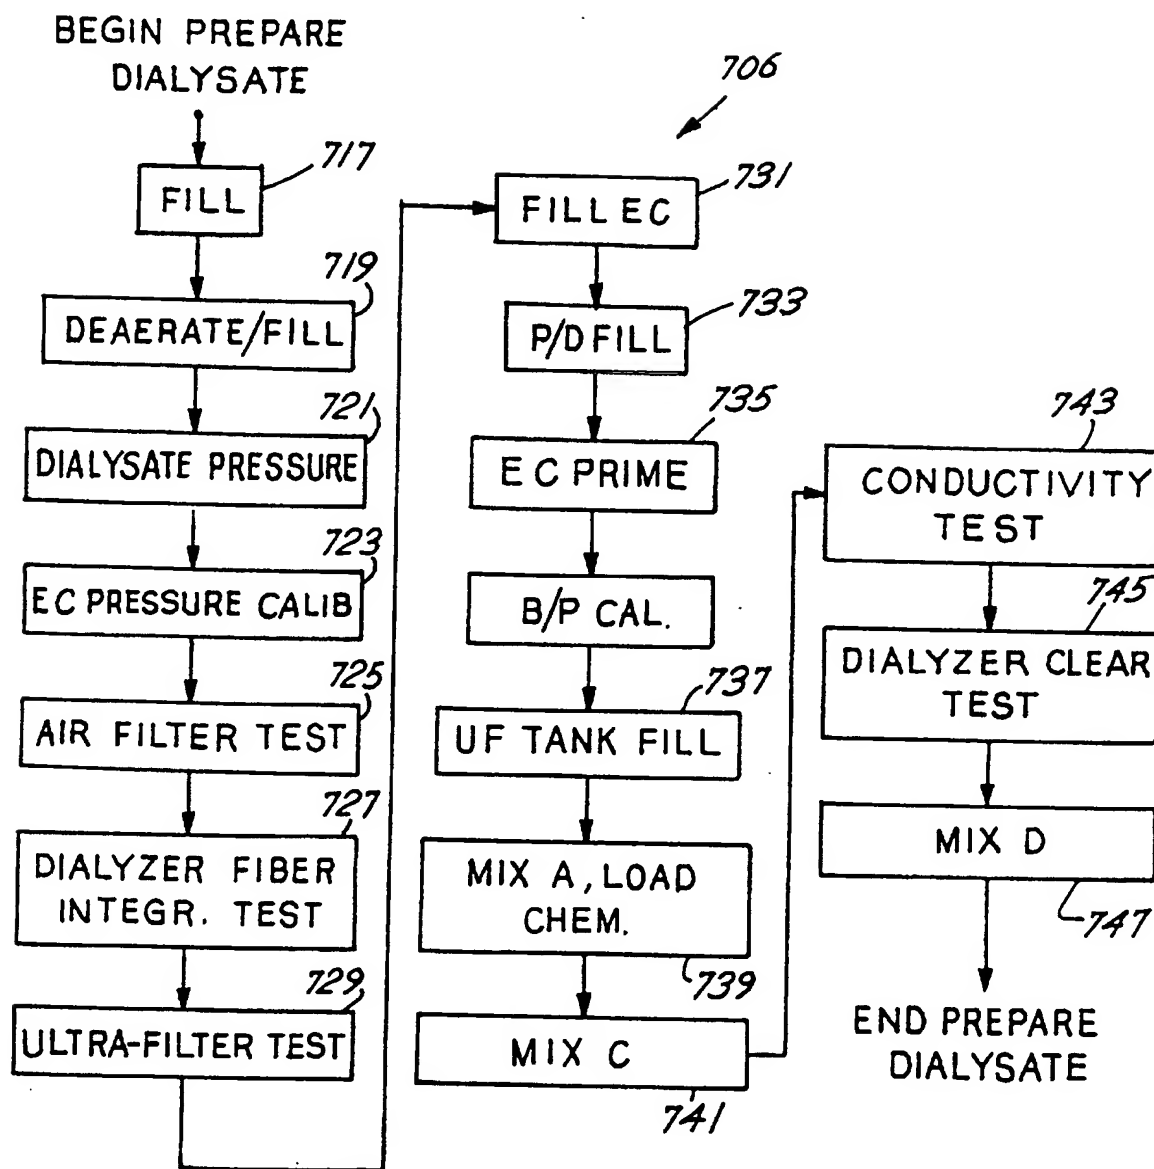 BEGIN PREPARE
DIALYSATE
717
FILL
719
DEAERATE/FILL
721
DIALYSATE PRESSURE
723
EC PRESSURE CALIB
725
AIR FILTER TEST
727
DIALYZER FIBER
INTEGR. TEST
729
ULTRA-FILTER TEST
706
731
FILL EC
733
P/D FILL
735
EC PRIME
B/P CAL.
737
UF TANK FILL
MIX A, LOAD
CHEM.
739
MIX C
741
743
CONDUCTIVITY
TEST
745
DIALYZER CLEAR
TEST
MIX D
747
END PREPARE
DIALYSATE